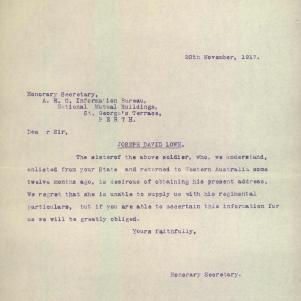 20th November, 1917.
Honorary Secretary,
A. R. C. Information Bureau,
National Mutual Buildings,
St. George's Terrace,
P E R T H.
Dea r Sir,
JOSEPH DAVID LOWE.
The sisterof the above soldier, who, we understand,
enlisted from your State and returned to Western Australia some
twelve months ago, is desirous of obtaining his present address.
We regret that she is unable to supply us with his regimental
particulars, but if you are able to ascertain this information for
us we will be greatly obliged.
Yours faithfully,
Honorary Secretary.